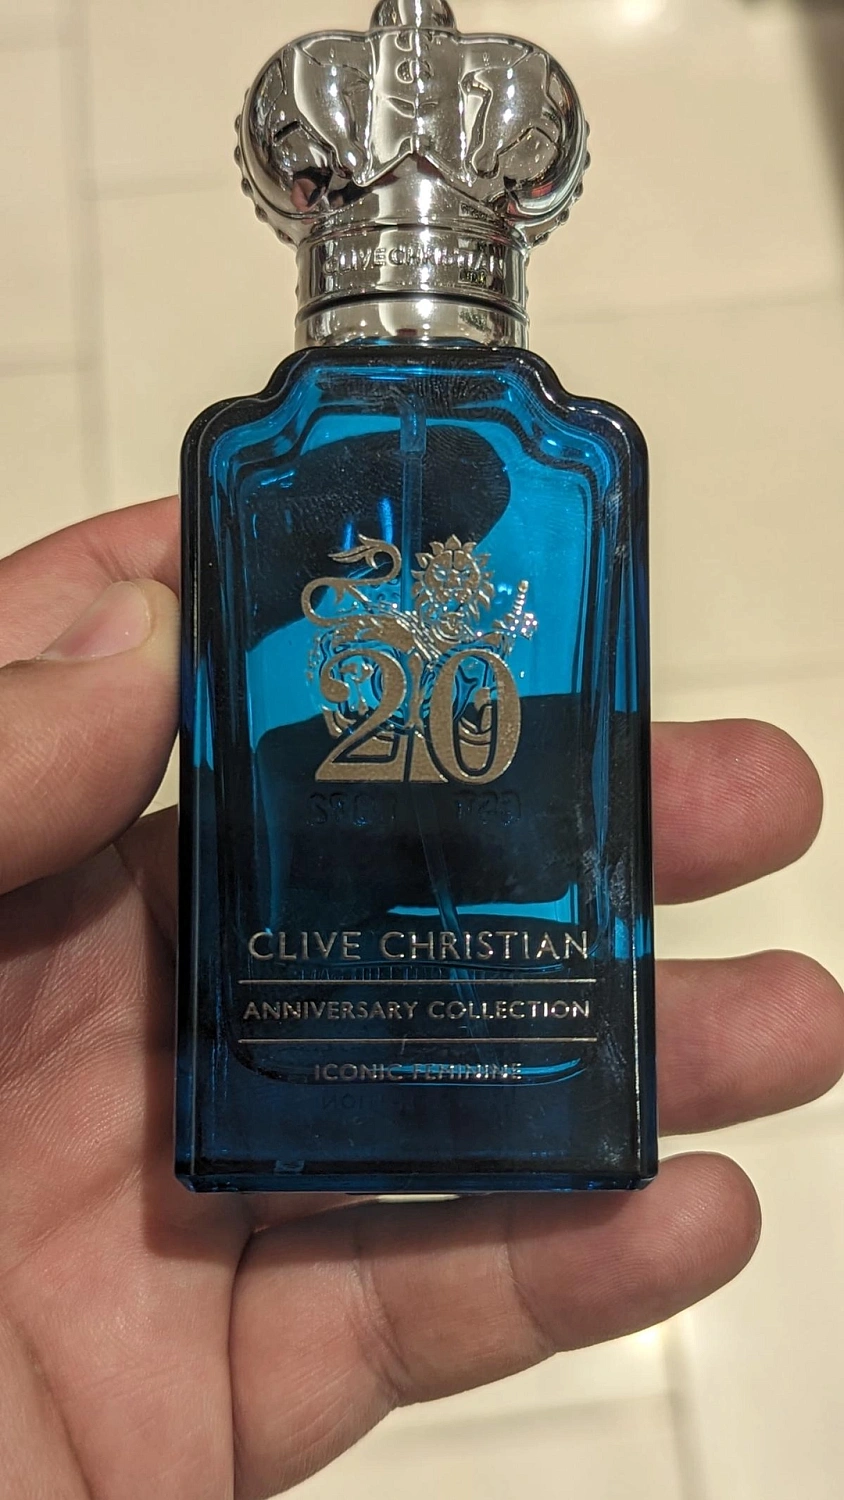 CLIVE CHRISTIAN
20
CLIVE CHRISTIAN
ANNIVERSARY COLLECTION
ICONIC FEMININE